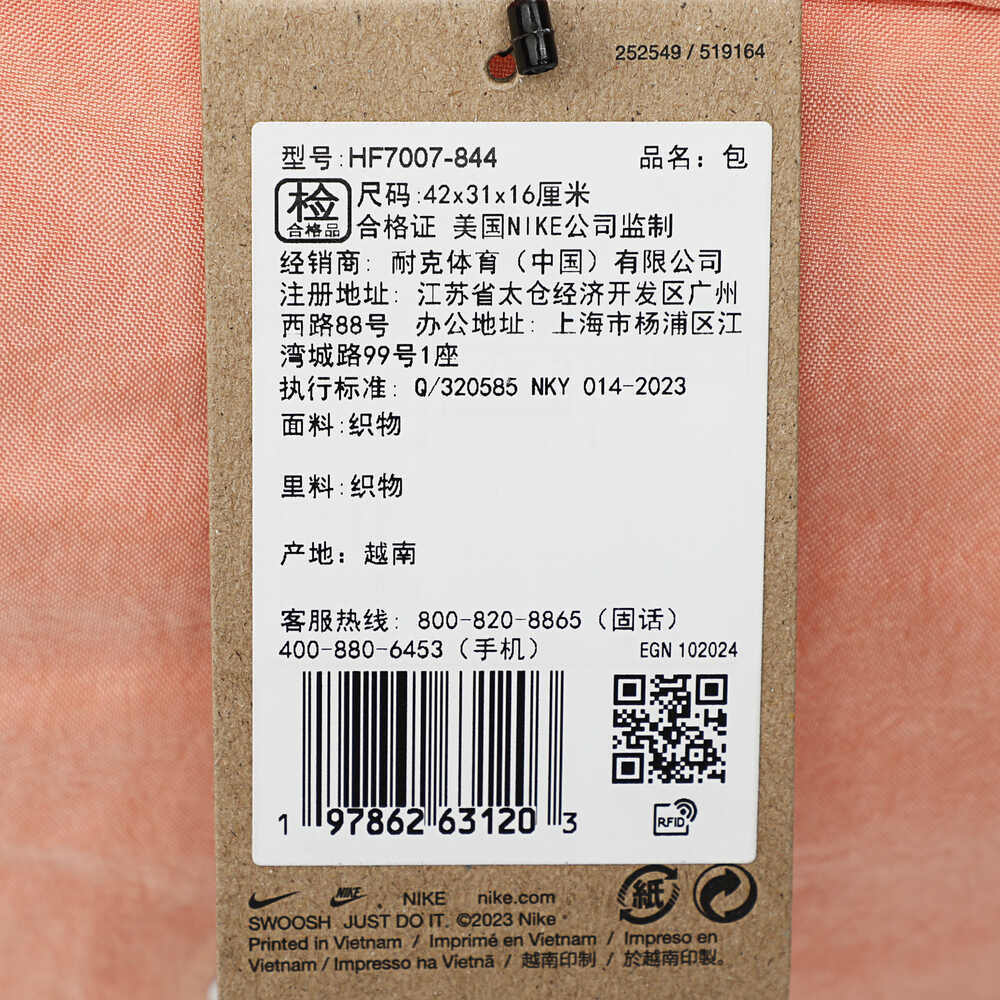 252549 / 519164
型号:HF7007-844 品名：包
检 合格品 尺码:42x31x16厘米
合格证 美国NIKE公司监制
经销商：耐克体育（中国）有限公司
注册地址：江苏省太仓经济开发区广州
西路88号 办公地址：上海市杨浦区江
湾城路99号1座
执行标准：Q/320585 NKY 014-2023
面料:织物
里料:织物
产地：越南
客服热线：800-820-8865（固话）
400-880-6453（手机） EGN 102024
1 97862 63120 3
RFID
NIKE NIKE nike.com
SWOOSH JUST DO IT. ©2023 Nike
紙
Printed in Vietnam / Imprimé en Vietnam / Impreso en
Vietnam / Impresso na Vietnã / 越南印制 / 於越南印製。